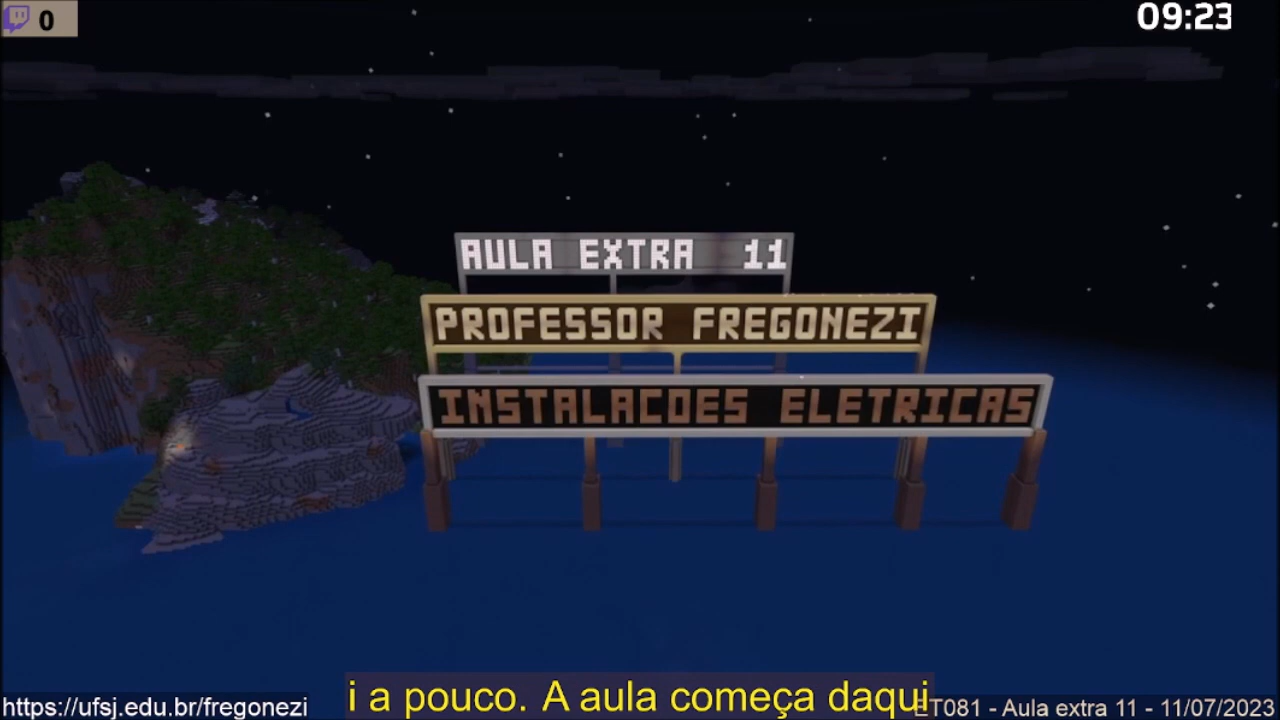 0
09:23
AULA EXTRA 11
PROFESSOR FREGONEZI
INSTALACOES ELETRICAS
i a pouco. A aula começa daqui
https://ufsj.edu.br/fregonezi
ET081 - Aula extra 11 - 11/07/2023